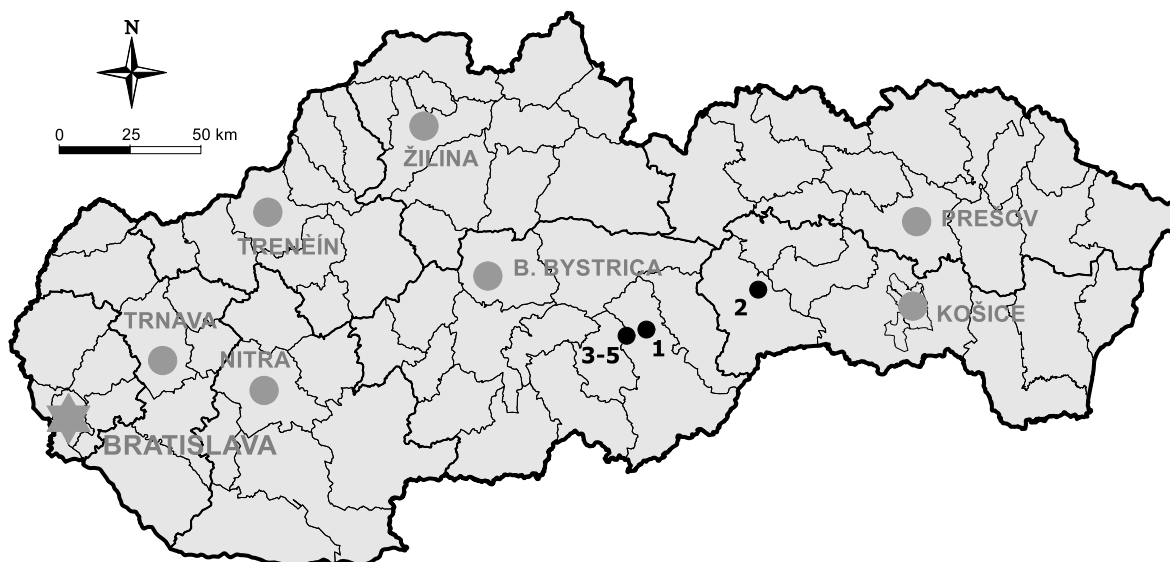 N
0 25 50 km
ŽILINA
TRENÈÍN
PREŠOV
B. BYSTRICA
2
KOŠICE
TRNAVA
NITRA
3-5
1
BRATISLAVA